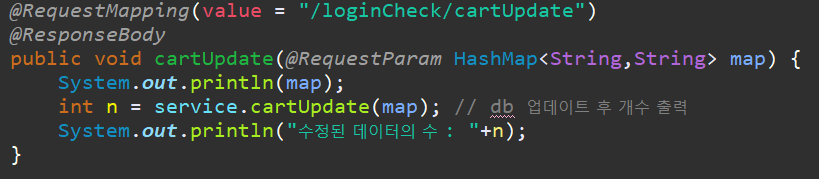 @RequestMapping(value = "/loginCheck/cartUpdate")
@ResponseBody
public void cartUpdate(@RequestParam HashMap<String,String> map) {
    System.out.println(map);
    int n = service.cartUpdate(map); // db 업데이트 후 개수 출력
    System.out.println("수정된 데이터의 수 : "+n);
}